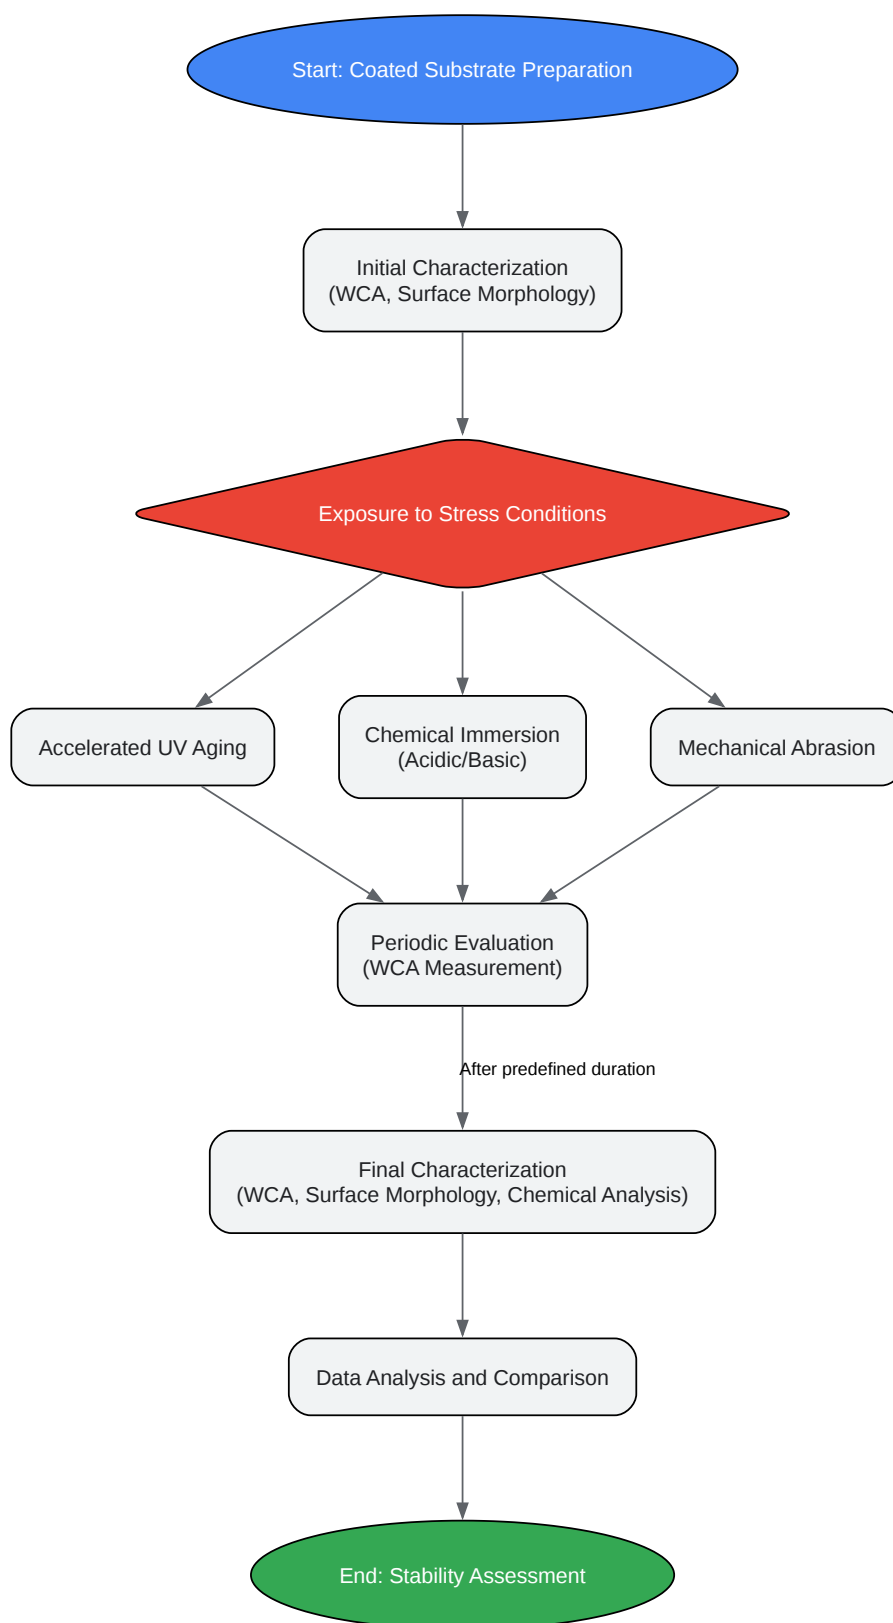 Start: Coated Substrate Preparation
Initial Characterization
(WCA, Surface Morphology)
Exposure to Stress Conditions
Accelerated UV Aging
Chemical Immersion
(Acidic/Basic)
Mechanical Abrasion
Periodic Evaluation
(WCA Measurement)
After predefined duration
Final Characterization
(WCA, Surface Morphology, Chemical Analysis)
Data Analysis and Comparison
End: Stability Assessment